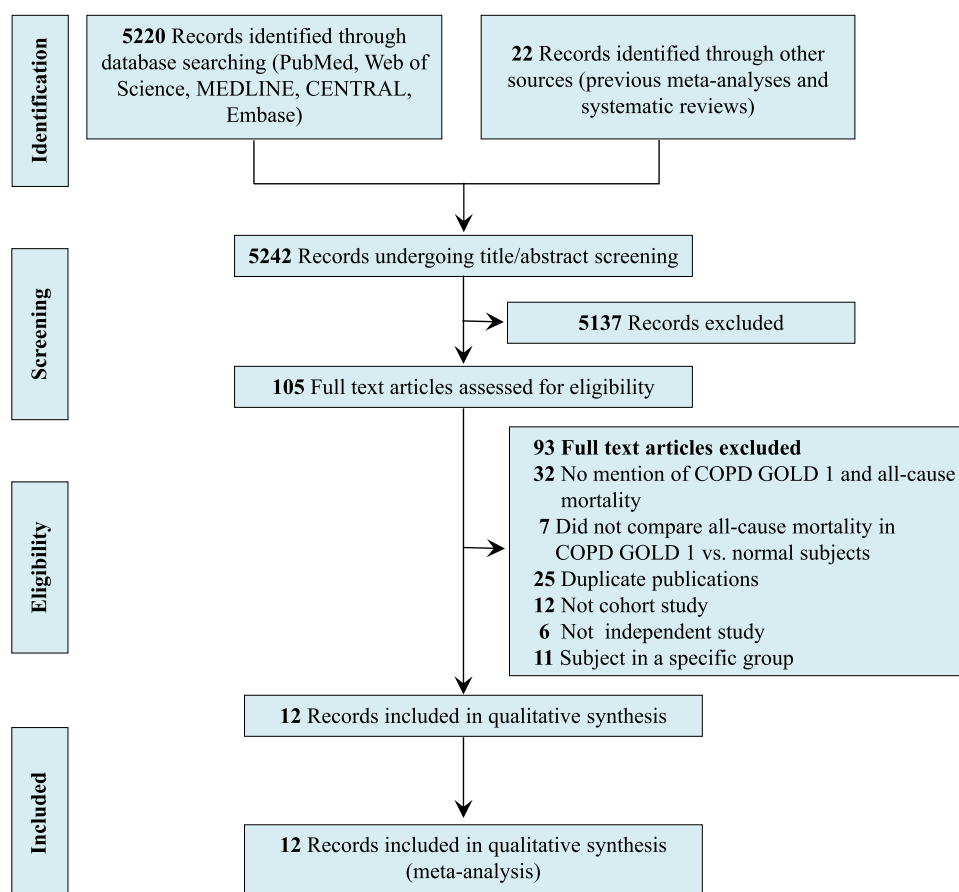 Identification
5220 Records identified through
database searching (PubMed, Web of
Science, MEDLINE, CENTRAL,
Embase)
22 Records identified through other
sources (previous meta-analyses and
systematic reviews)
Screening
5242 Records undergoing title/abstract screening
5137 Records excluded
105 Full text articles assessed for eligibility
Eligibility
93 Full text articles excluded
32 No mention of COPD GOLD 1 and all-cause
mortality
7 Did not compare all-cause mortality in
COPD GOLD 1 vs. normal subjects
25 Duplicate publications
12 Not cohort study
6 Not independent study
11 Subject in a specific group
Included
12 Records included in qualitative synthesis
12 Records included in qualitative synthesis
(meta-analysis)